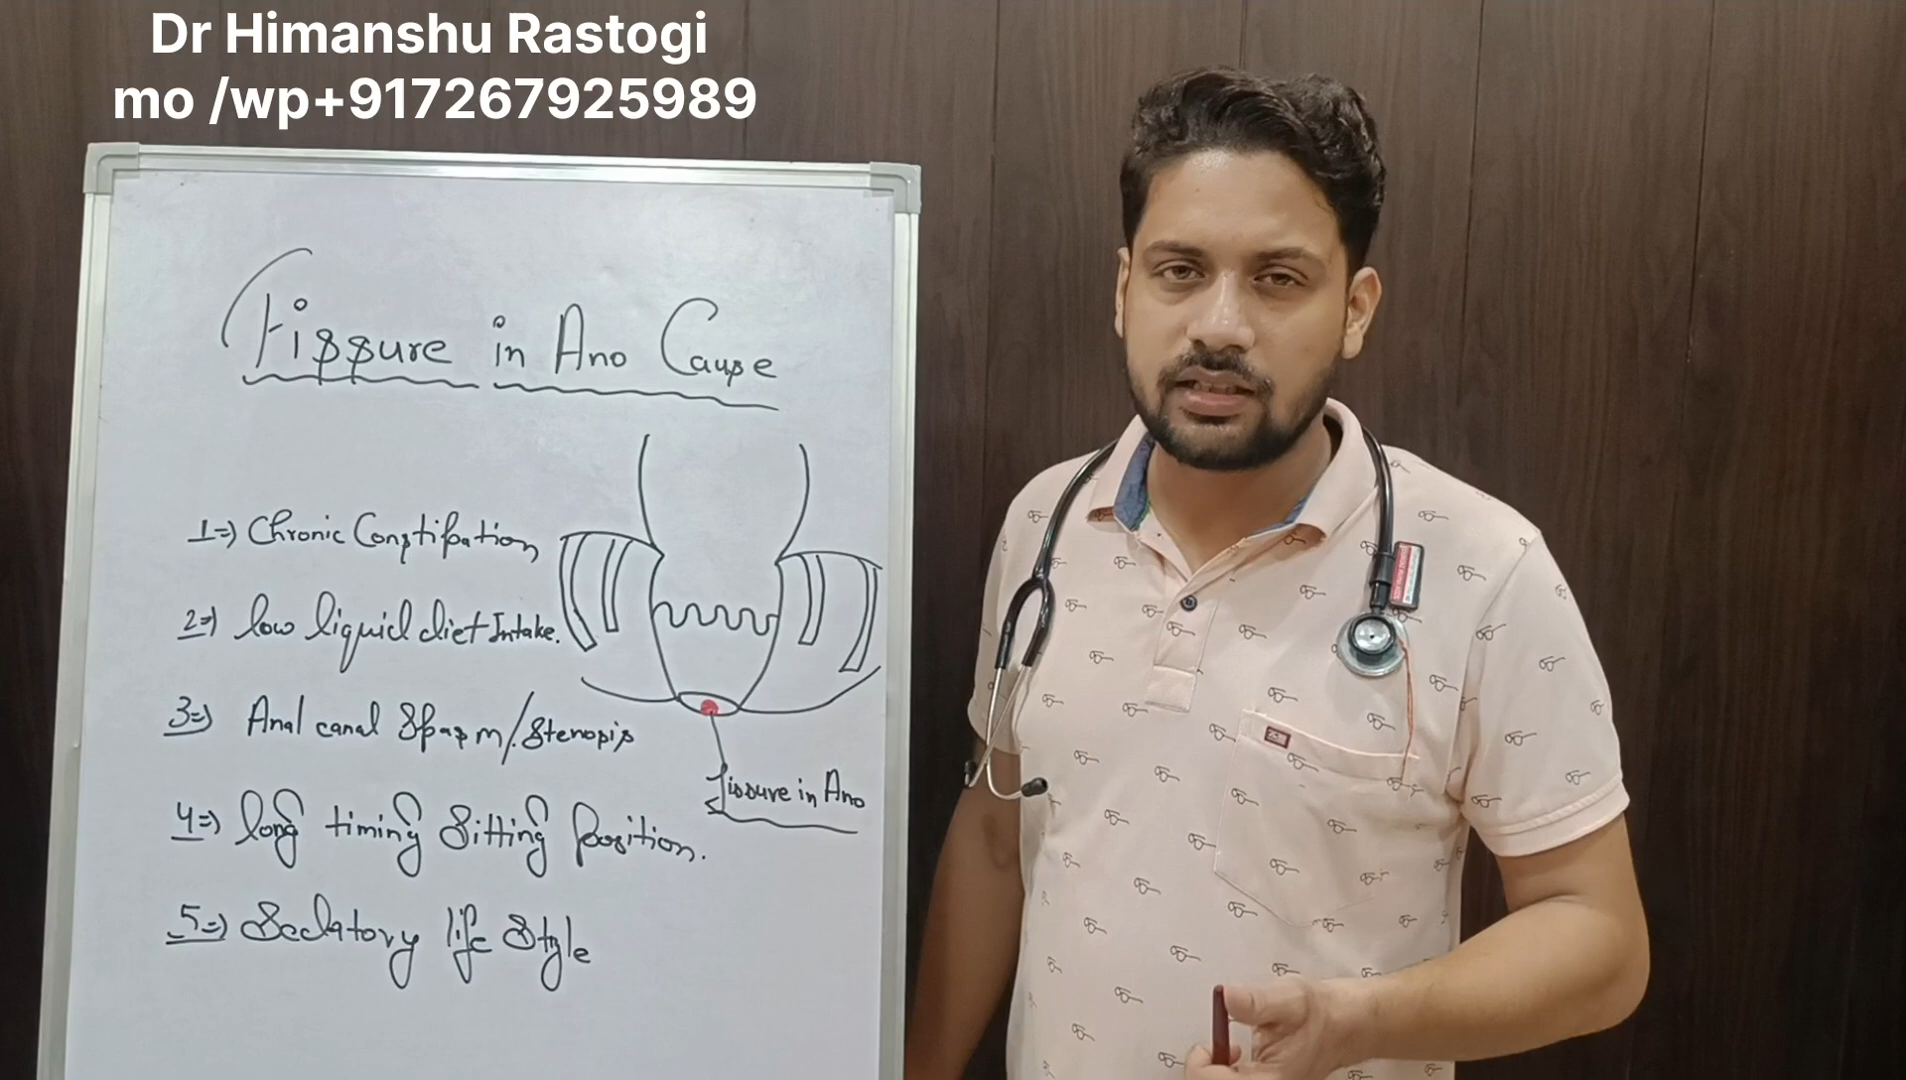 Dr Himanshu Rastogi
mo /wp+917267925989
Fissure in Ano Cause
1=) Chronic Constipation
2=) low liquid diet Intake.
3=) Anal canal Spasm/Stenosis
fissure in Ano
4=) long timing Sitting Position.
5=) Sedatory life Style